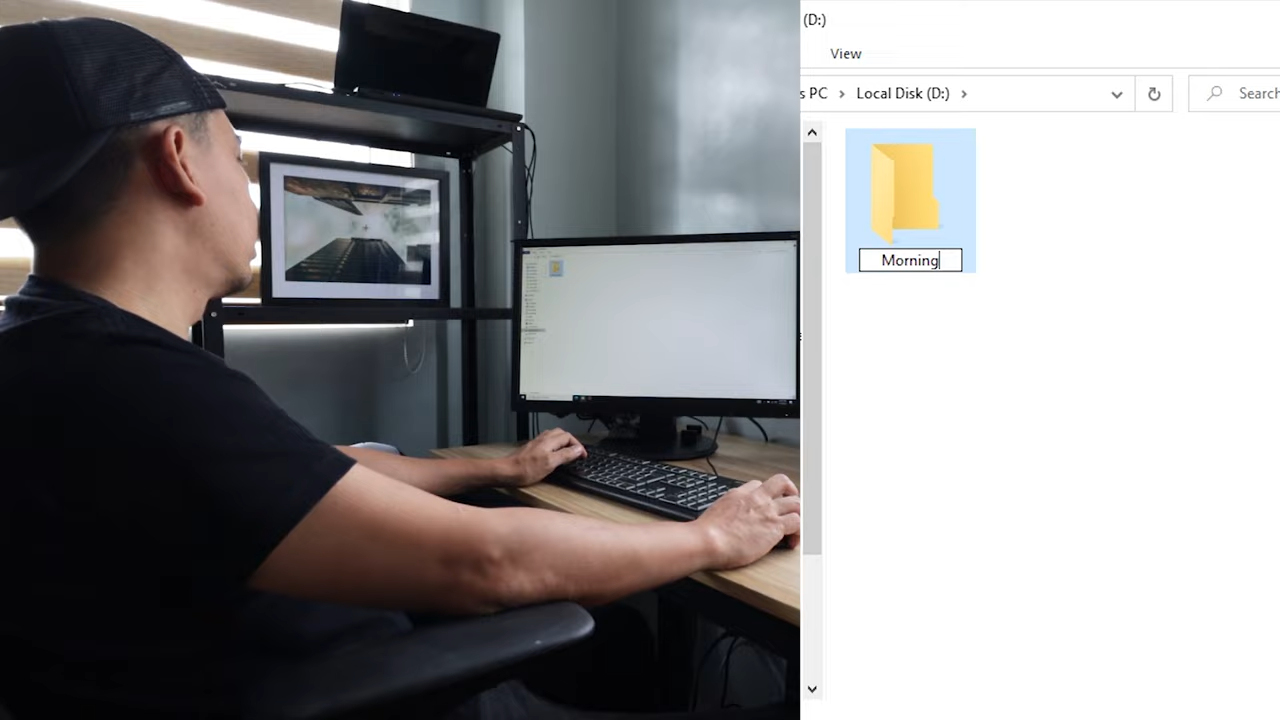 (D:)
View
s PC > Local Disk (D:) >
Search
Morning